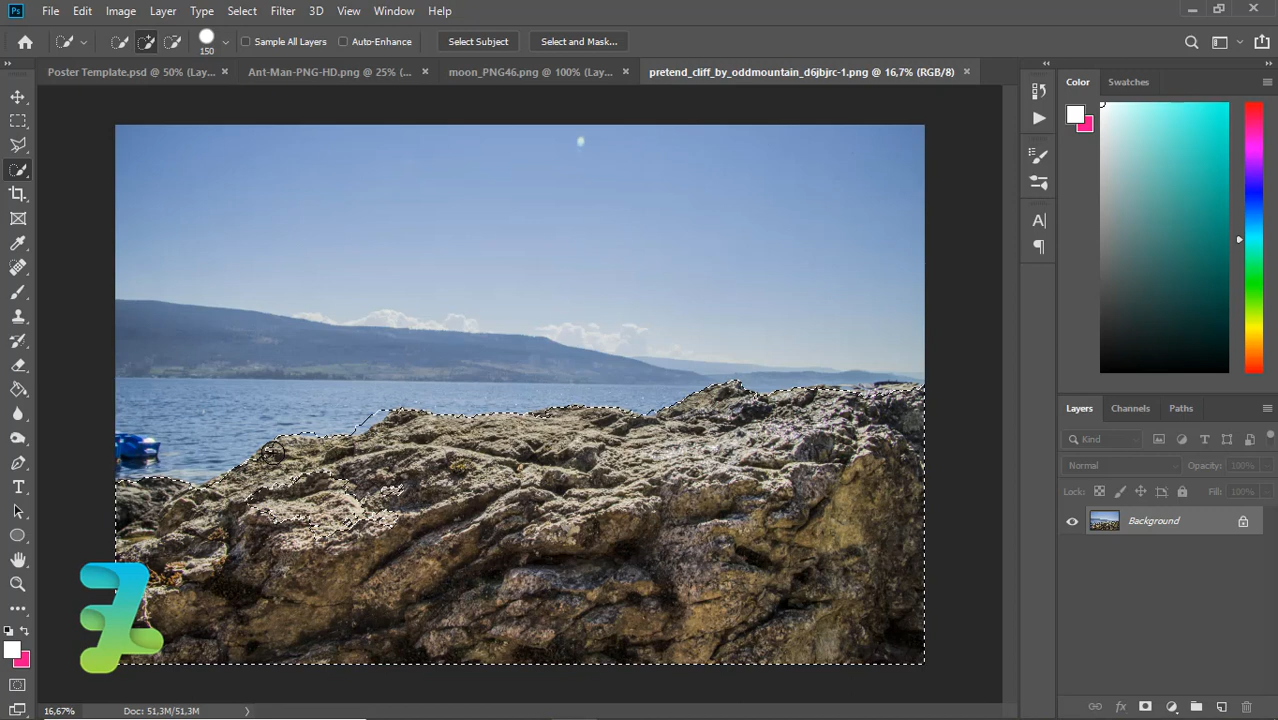 Ps File Edit Image Layer Type Select Filter 3D View Window Help
150 Sample All Layers Auto-Enhance Select Subject Select and Mask...
Poster Template.psd @ 50% (Lay... × Ant-Man-PNG-HD.png @ 25% (... × moon_PNG46.png @ 100% (Lay... × pretend_cliff_by_oddmountain_d6jbjrc-1.png @ 16,7% (RGB/8) ×
Color Swatches
Layers Channels Paths
Kind
Normal Opacity: 100%
Lock: Fill: 100%
Background
16,67% Doc: 51,3M/51,3M